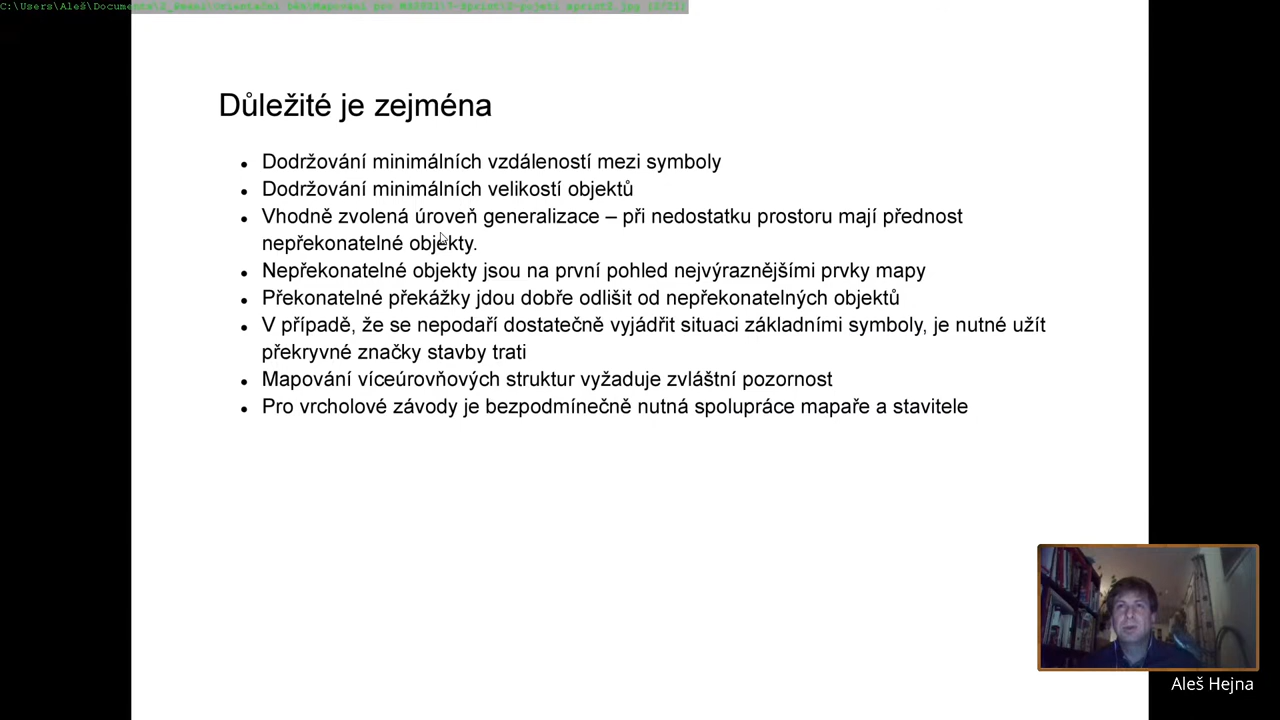 C:\Users\Aleš\Documents\
Důležité je zejména
Dodržování minimálních vzdáleností mezi symboly
Dodržování minimálních velikostí objektů
Vhodně zvolená úroveň generalizace – při nedostatku prostoru mají přednost
nepřekonatelné objekty.
Nepřekonatelné objekty jsou na první pohled nejvýraznějšími prvky mapy
Překonatelné překážky jdou dobře odlišit od nepřekonatelných objektů
V případě, že se nepodaří dostatečně vyjádřit situaci základními symboly, je nutné užít
překryvné značky stavby trati
Mapování víceúrovňových struktur vyžaduje zvláštní pozornost
Pro vrcholové závody je bezpodmínečně nutná spolupráce mapaře a stavitele
Aleš Hejna